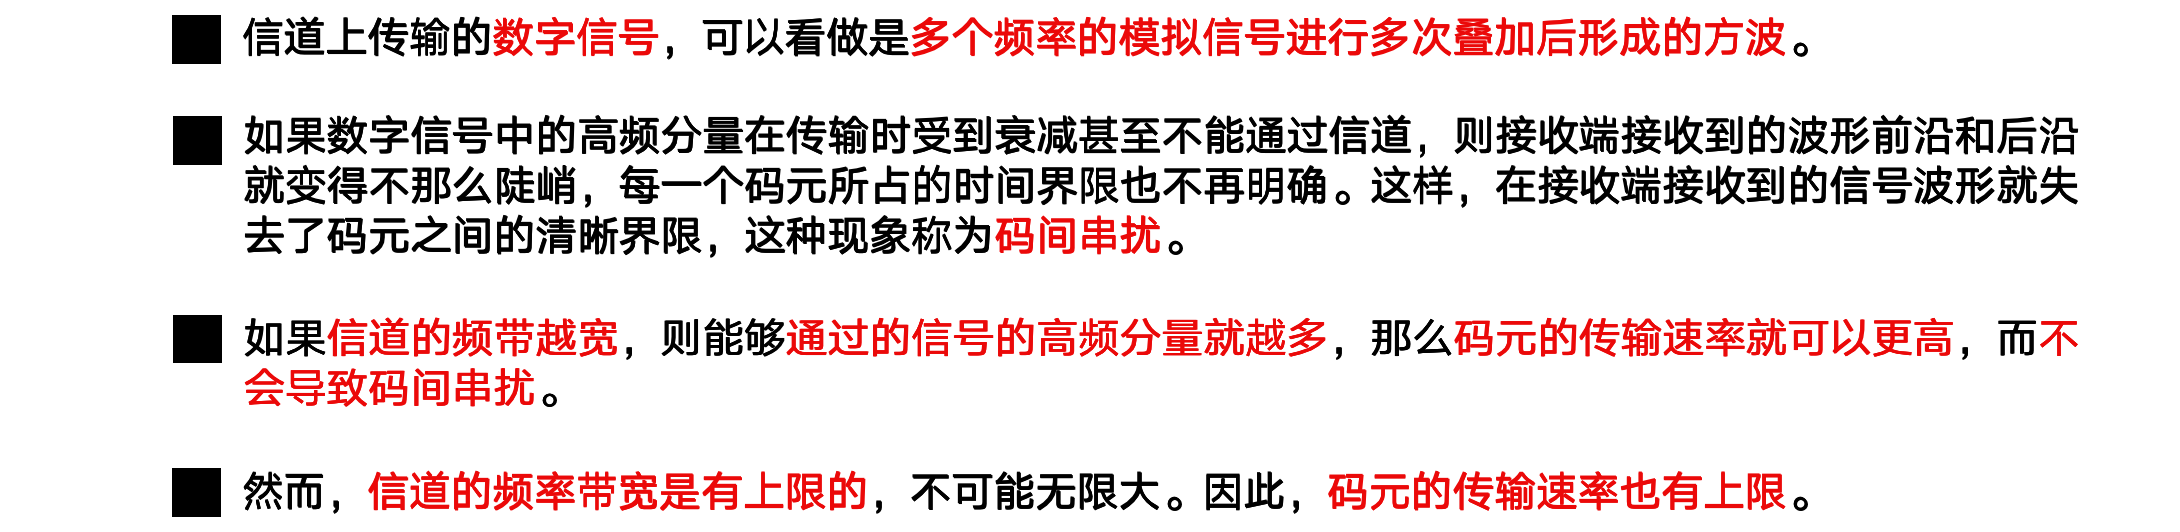 信道上传输的数字信号，可以看做是多个频率的模拟信号进行多次叠加后形成的方波。
如果数字信号中的高频分量在传输时受到衰减甚至不能通过信道，则接收端接收到的波形前沿和后沿
就变得不那么陡峭，每一个码元所占的时间界限也不再明确。这样，在接收端接收到的信号波形就失
去了码元之间的清晰界限，这种现象称为码间串扰。
如果信道的频带越宽，则能够通过的信号的高频分量就越多，那么码元的传输速率就可以更高，而不
会导致码间串扰。
然而，信道的频率带宽是有上限的，不可能无限大。因此，码元的传输速率也有上限。